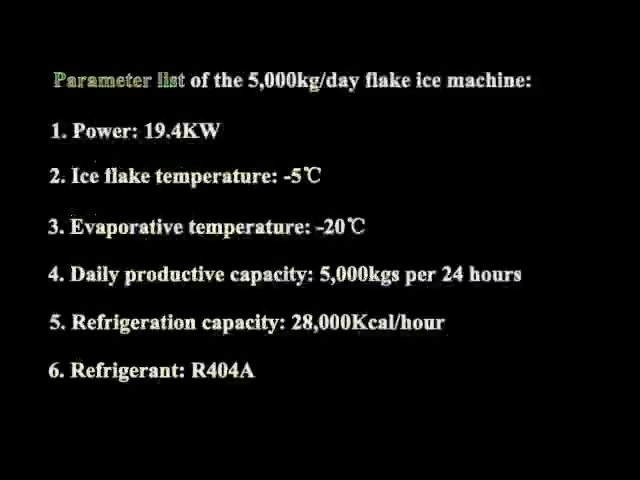 Parameter list of the 5,000kg/day flake ice machine:
1. Power: 19.4KW
2. Ice flake temperature: -5℃
3. Evaporative temperature: -20℃
4. Daily productive capacity: 5,000kgs per 24 hours
5. Refrigeration capacity: 28,000Kcal/hour
6. Refrigerant: R404A